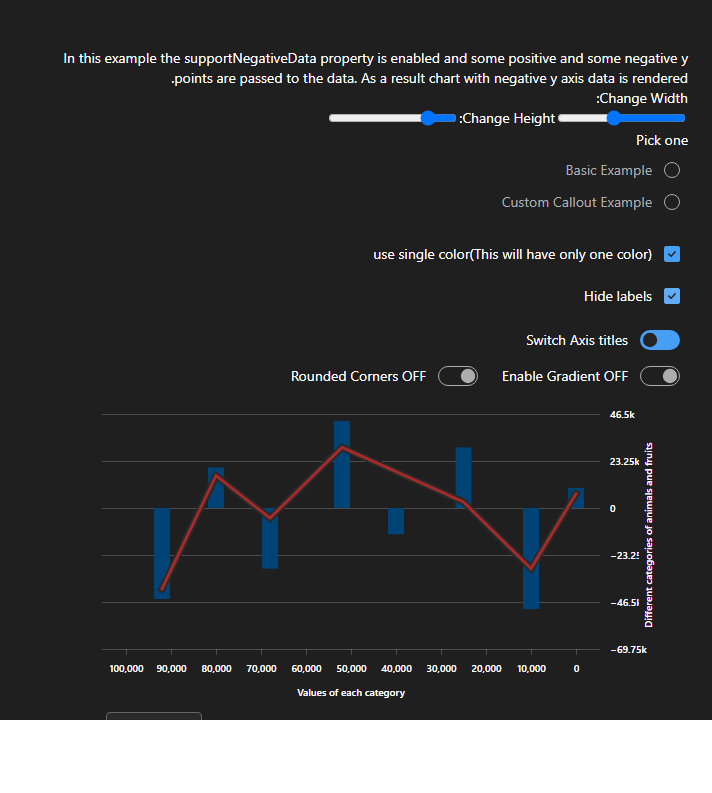 In this example the supportNegativeData property is enabled and some positive and some negative y
.points are passed to the data. As a result chart with negative y axis data is rendered
:Change Width
:Change Height
Pick one
Basic Example
Custom Callout Example
use single color(This will have only one color)
Hide labels
Switch Axis titles
Rounded Corners OFF
Enable Gradient OFF
46.5k
23.25k
0
−23.2
−46.5
−69.75k
Different categories of animals and fruits
100,000 90,000 80,000 70,000 60,000 50,000 40,000 30,000 20,000 10,000 0
Values of each category